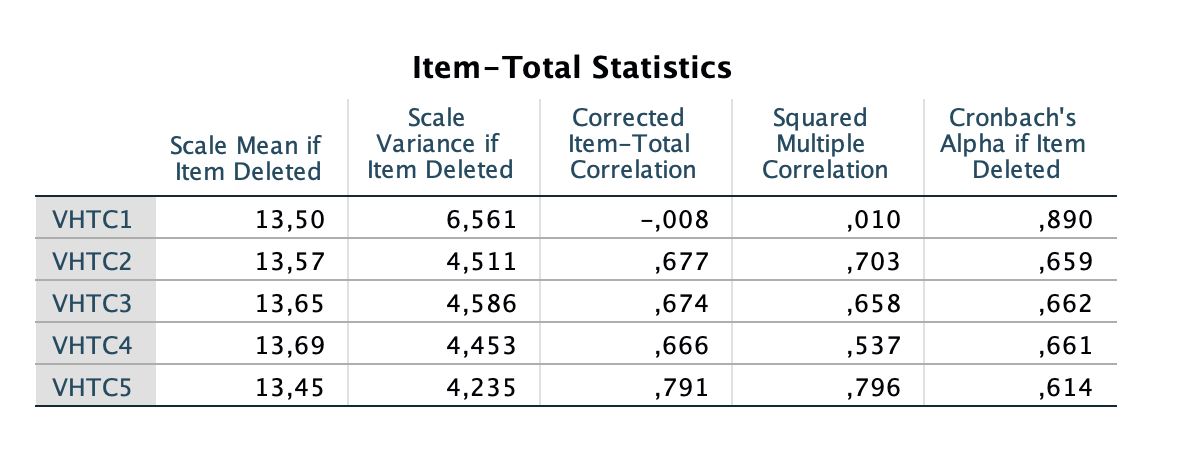 Item-Total Statistics
Scale Mean if Item Deleted | Scale Variance if Item Deleted | Corrected Item-Total Correlation | Squared Multiple Correlation | Cronbach's Alpha if Item Deleted
VHTC1 13,50 6,561 -,008 ,010 ,890
VHTC2 13,57 4,511 ,677 ,703 ,659
VHTC3 13,65 4,586 ,674 ,658 ,662
VHTC4 13,69 4,453 ,666 ,537 ,661
VHTC5 13,45 4,235 ,791 ,796 ,614